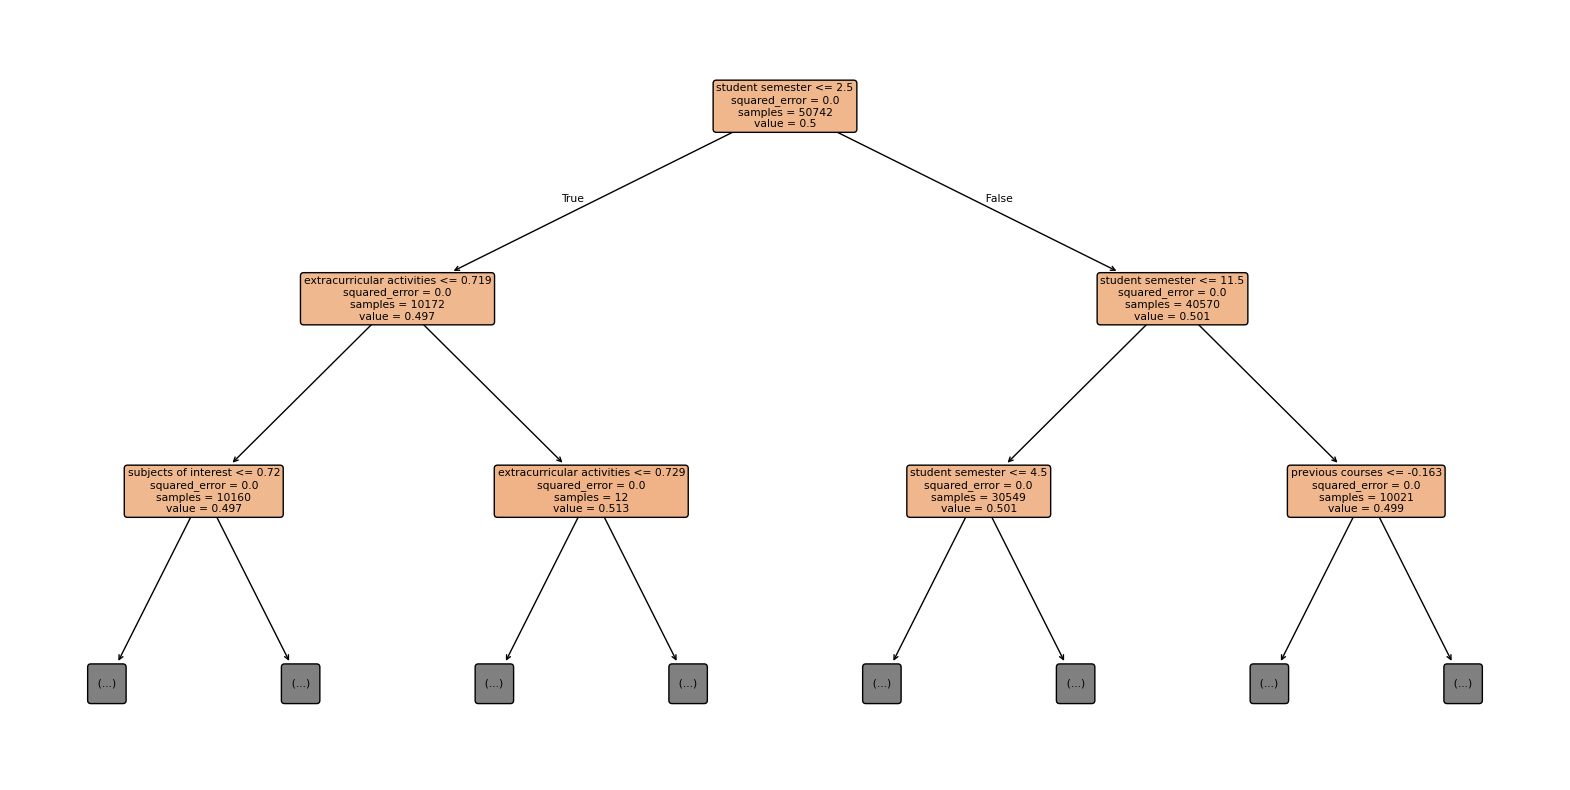 student semester <= 2.5
squared_error = 0.0
samples = 50742
value = 0.5
True
False
extracurricular activities <= 0.719
squared_error = 0.0
samples = 10172
value = 0.497
student semester <= 11.5
squared_error = 0.0
samples = 40570
value = 0.501
subjects of interest <= 0.72
squared_error = 0.0
samples = 10160
value = 0.497
extracurricular activities <= 0.729
squared_error = 0.0
samples = 12
value = 0.513
student semester <= 4.5
squared_error = 0.0
samples = 30549
value = 0.501
previous courses <= -0.163
squared_error = 0.0
samples = 10021
value = 0.499
(...)
(...)
(...)
(...)
(...)
(...)
(...)
(...)